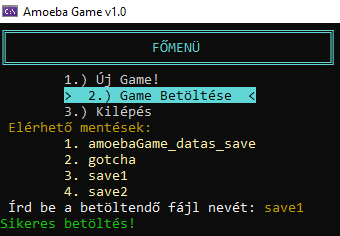 Amoeba Game v1.0
FŐMENÜ
1.) Új Game!
> 2.) Game Betöltése <
3.) Kilépés
Elérhető mentések:
1. amoebaGame_datas_save
2. gotcha
3. save1
4. save2
Írd be a betöltendő fájl nevét: save1
Sikeres betöltés!